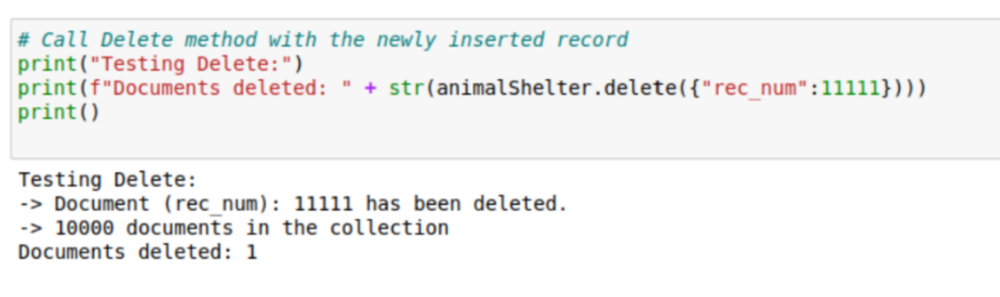 # Call Delete method with the newly inserted record
print("Testing Delete:")
print(f"Documents deleted: " + str(animalShelter.delete({"rec_num":11111})))
print()
Testing Delete:
-> Document (rec_num): 11111 has been deleted.
-> 10000 documents in the collection
Documents deleted: 1